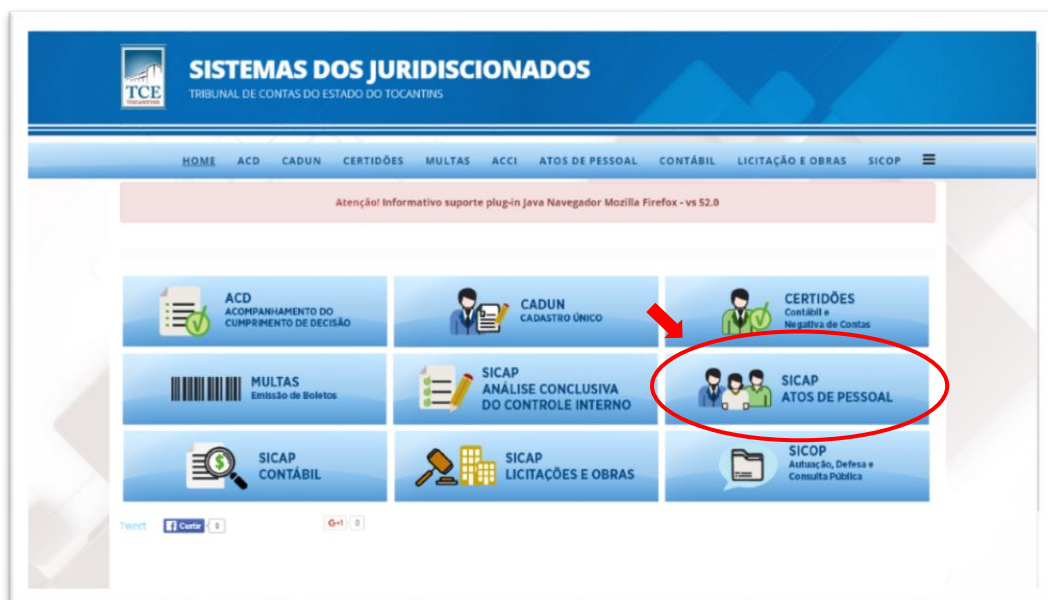 TCE
TOCANTINS
SISTEMAS DOS JURIDISCIONADOS
TRIBUNAL DE CONTAS DO ESTADO DO TOCANTINS
HOME ACD CADUN CERTIDÕES MULTAS ACCI ATOS DE PESSOAL CONTÁBIL LICITAÇÃO E OBRAS SICOP
Atenção! Informativo suporte plug-in Java Navegador Mozilla Firefox - vs 52.0
ACD
ACOMPANHAMENTO DO
CUMPRIMENTO DE DECISÃO
CADUN
CADASTRO ÚNICO
CERTIDÕES
Contábil e
Negativa de Contas
MULTAS
Emissão de Boletos
SICAP
ANÁLISE CONCLUSIVA
DO CONTROLE INTERNO
SICAP
ATOS DE PESSOAL
SICAP
CONTÁBIL
SICAP
LICITAÇÕES E OBRAS
SICOP
Autuação, Defesa e
Consulta Pública
Tweet Curtir 0 G+1 0